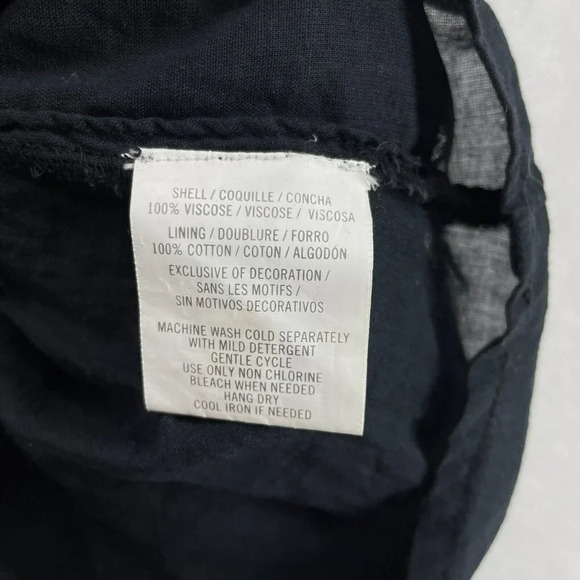 SHELL / COQUILLE / CONCHA
100% VISCOSE / VISCOSE / VISCOSA
LINING / DOUBLURE / FORRO
100% COTTON / COTON / ALGODÓN
EXCLUSIVE OF DECORATION /
SANS LES MOTIFS /
SIN MOTIVOS DECORATIVOS
MACHINE WASH COLD SEPARATELY
WITH MILD DETERGENT
GENTLE CYCLE
USE ONLY NON CHLORINE
BLEACH WHEN NEEDED
HANG DRY
COOL IRON IF NEEDED